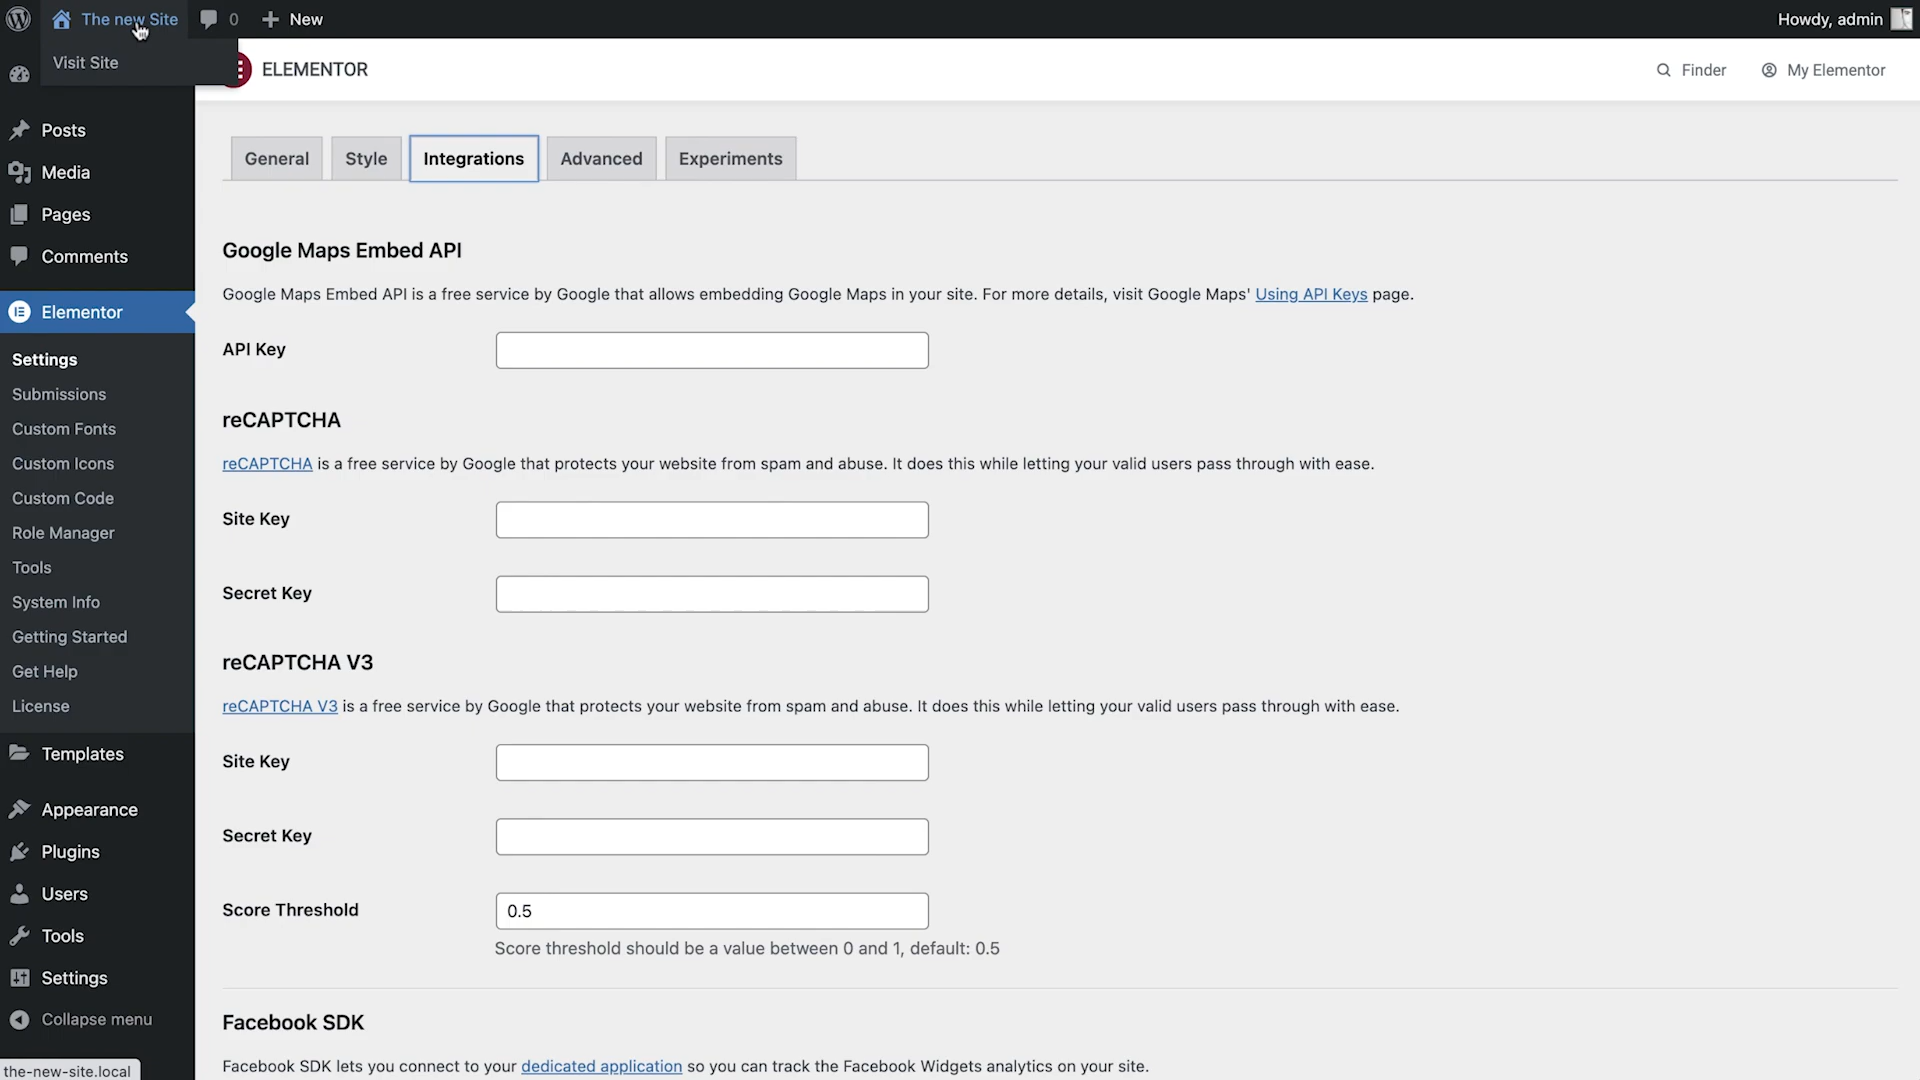 The new Site
0
New
Howdy, admin
Visit Site
ELEMENTOR
Finder
My Elementor
Posts
Media
Pages
Comments
Elementor
Settings
Submissions
Custom Fonts
Custom Icons
Custom Code
Role Manager
Tools
System Info
Getting Started
Get Help
License
Templates
Appearance
Plugins
Users
Tools
Settings
Collapse menu
the-new-site.local
General
Style
Integrations
Advanced
Experiments
Google Maps Embed API
Google Maps Embed API is a free service by Google that allows embedding Google Maps in your site. For more details, visit Google Maps' Using API Keys page.
API Key
reCAPTCHA
reCAPTCHA is a free service by Google that protects your website from spam and abuse. It does this while letting your valid users pass through with ease.
Site Key
Secret Key
reCAPTCHA V3
reCAPTCHA V3 is a free service by Google that protects your website from spam and abuse. It does this while letting your valid users pass through with ease.
Site Key
Secret Key
Score Threshold
0.5
Score threshold should be a value between 0 and 1, default: 0.5
Facebook SDK
Facebook SDK lets you connect to your dedicated application so you can track the Facebook Widgets analytics on your site.